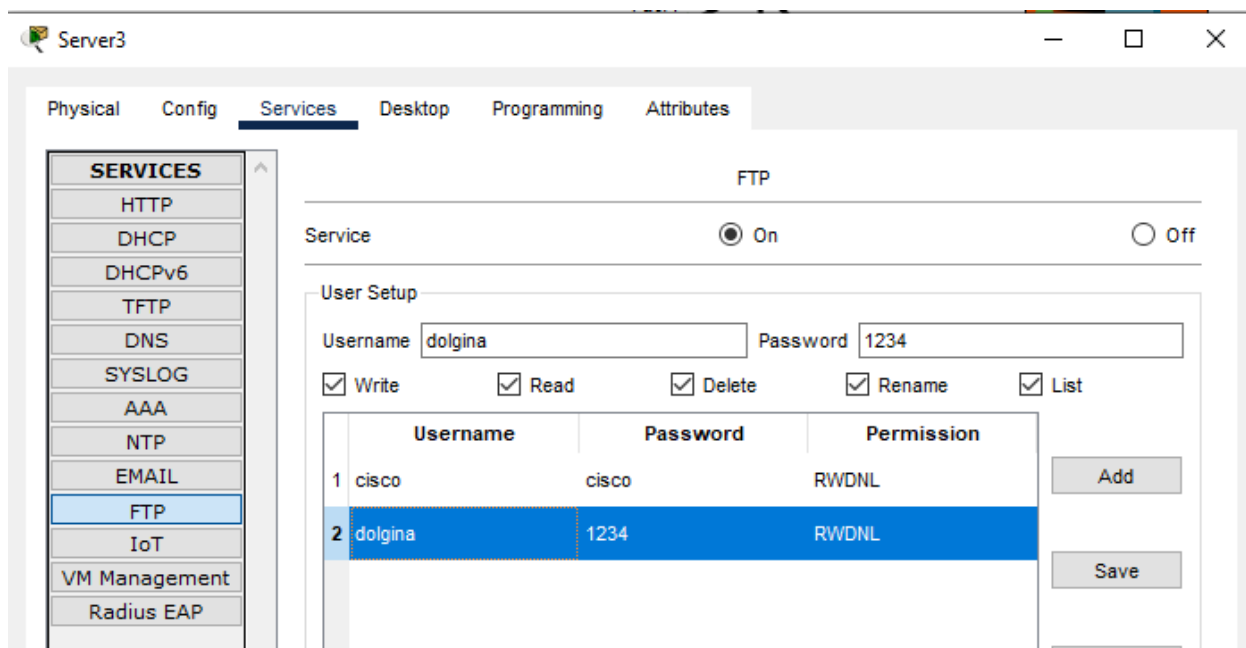 Server3
Physical Config Services Desktop Programming Attributes
SERVICES
HTTP
DHCP
DHCPv6
TFTP
DNS
SYSLOG
AAA
NTP
EMAIL
FTP
IoT
VM Management
Radius EAP
FTP
Service On Off
User Setup
Username dolgina Password 1234
Write Read Delete Rename List
Username Password Permission
1 cisco cisco RWDNL
2 dolgina 1234 RWDNL
Add
Save